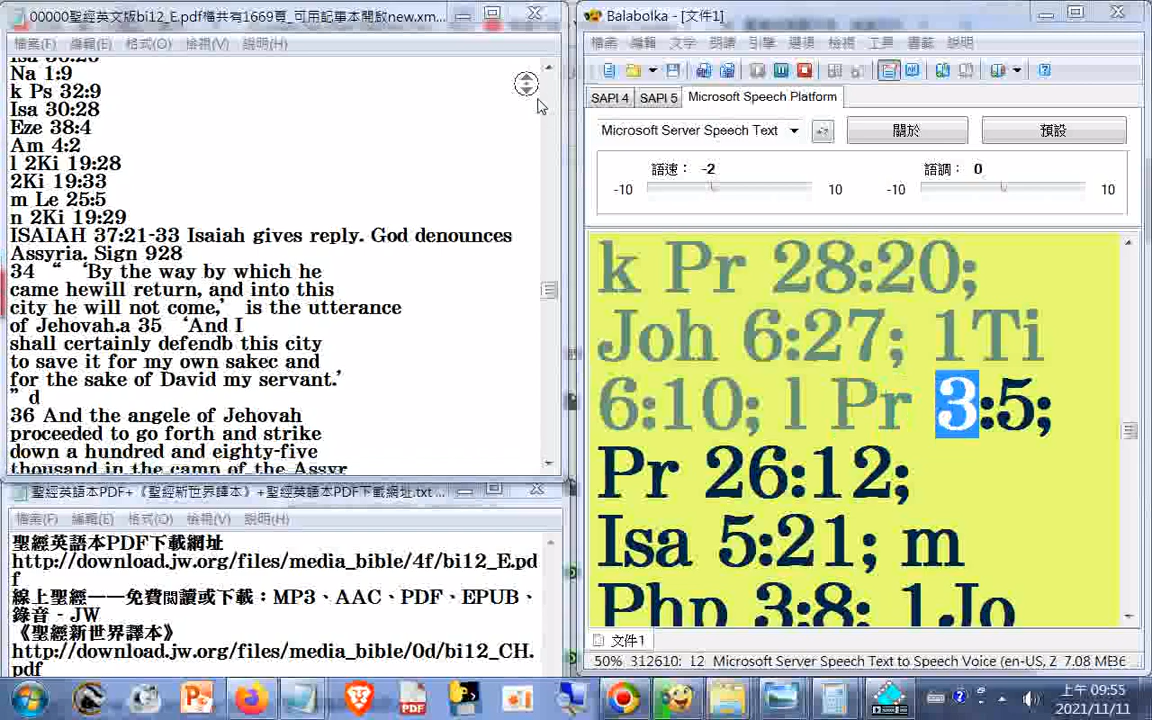 00000聖經英文版bi12_E.pdf檔共有1669頁_可用記事本開啟new.xm...
檔案(F) 編輯(E) 格式(O) 檢視(V) 說明(H)
Isa 30:28
Na 1:9
k Ps 32:9
Isa 30:28
Eze 38:4
Am 4:2
l 2Ki 19:28
2Ki 19:33
m Le 25:5
n 2Ki 19:29
ISAIAH 37:21-33 Isaiah gives reply. God denounces
Assyria. Sign 928
34 “ ‘By the way by which he
came hewill return, and into this
city he will not come,’ is the utterance
of Jehovah.a 35 ‘And I
shall certainly defendb this city
to save it for my own sakec and
for the sake of David my servant.’
” d
36 And the angele of Jehovah
proceeded to go forth and strike
down a hundred and eighty-five
thousand in the camp of the Assyr
聖經英語本PDF+《聖經新世界譯本》+聖經英語本PDF下載網址.txt ...
檔案(F) 編輯(E) 格式(O) 檢視(V) 說明(H)
聖經英語本PDF下載網址
http://download.jw.org/files/media_bible/4f/bi12_E.pd
f
線上聖經——免費閱讀或下載：MP3、AAC、PDF、EPUB、
錄音 - JW
《聖經新世界譯本》
http://download.jw.org/files/media_bible/0d/bi12_CH.
pdf
Balabolka - [文件1]
檔案 編輯 文字 朗讀 引擎 選項 檢視 工具 書籤 說明
SAPI 4 SAPI 5 Microsoft Speech Platform
Microsoft Server Speech Text 關於 預設
語速： -2 語調： 0
-10 10 -10 10
k Pr 28:20;
Joh 6:27; 1Ti
6:10; l Pr 3:5;
Pr 26:12;
Isa 5:21; m
Php 3:8; 1Jo
文件1
50% 312610: 12 Microsoft Server Speech Text to Speech Voice (en-US, Z 7.08 MB
上午 09:55
2021/11/11